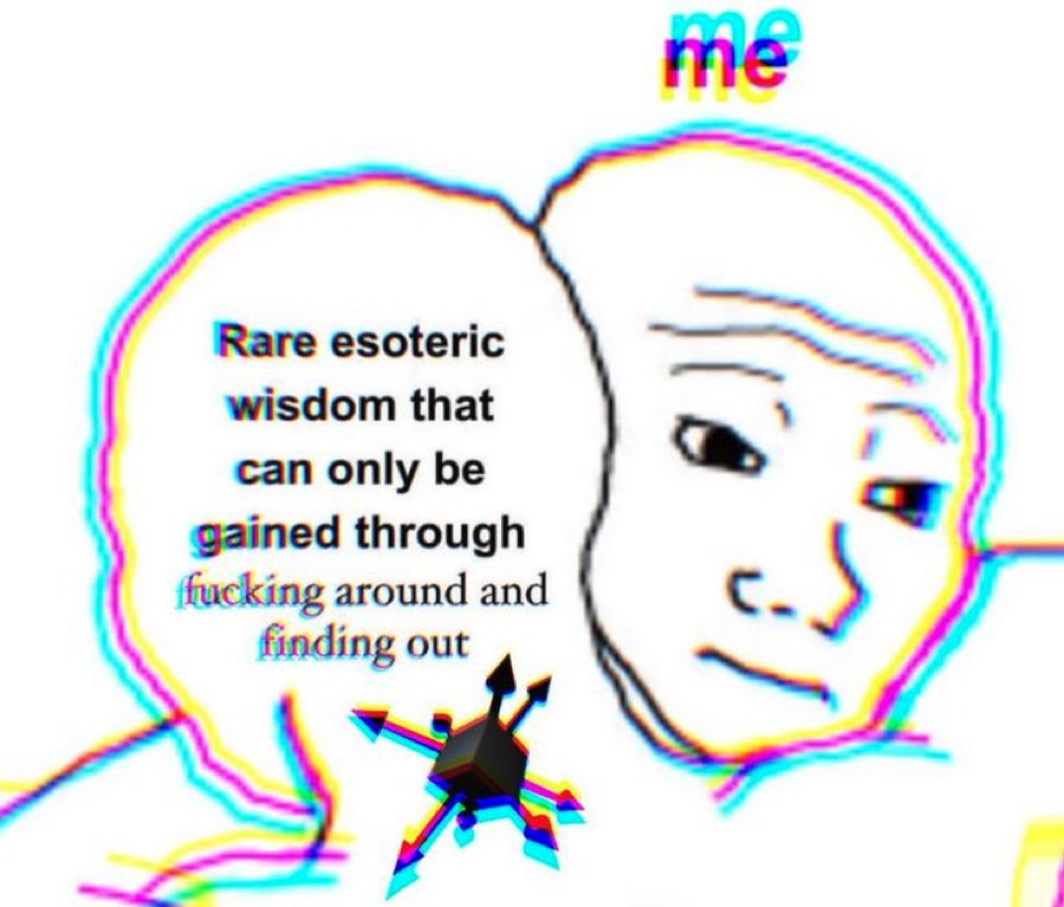 me
Rare esoteric
wisdom that
can only be
gained through
fucking around and
finding out